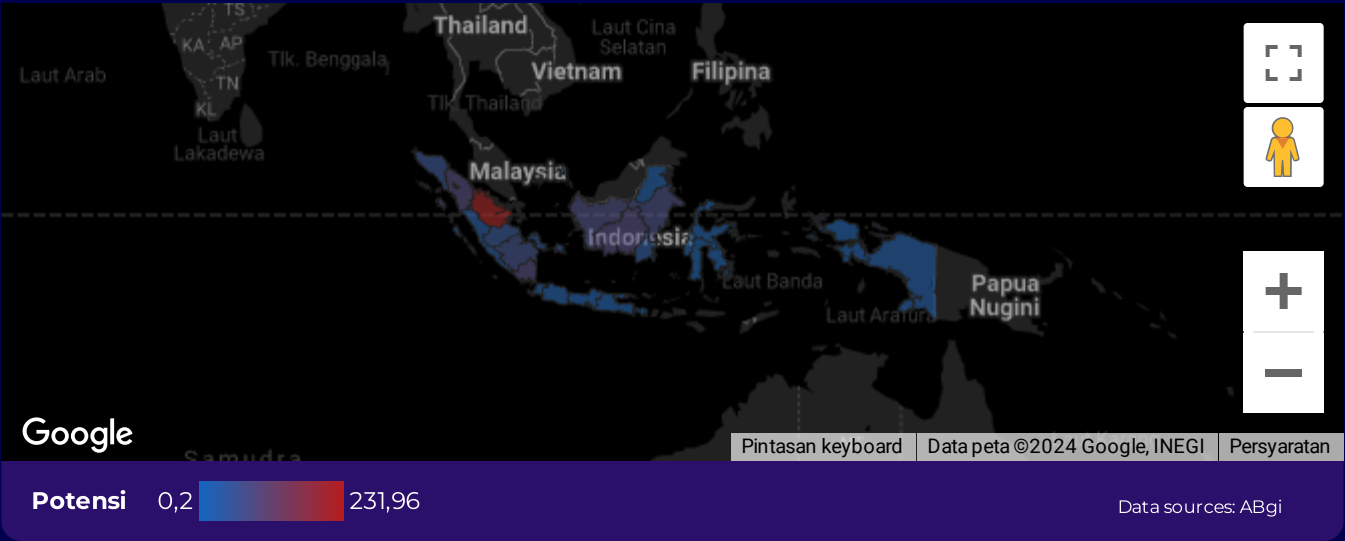 TS
Thailand
Laut Cina
Selatan
KA AP
Tlk. Benggala
Laut Arab
Vietnam
Filipina
TN
Tlk. Thailand
KL
Laut
Lakadewa
Malaysia
Indonesia
Laut Banda
Papua
Nugini
Laut Arafura
Google
Samudra
Pintasan keyboard
Data peta ©2024 Google, INEGI
Persyaratan
Potensi 0,2 231,96
Data sources: ABgi